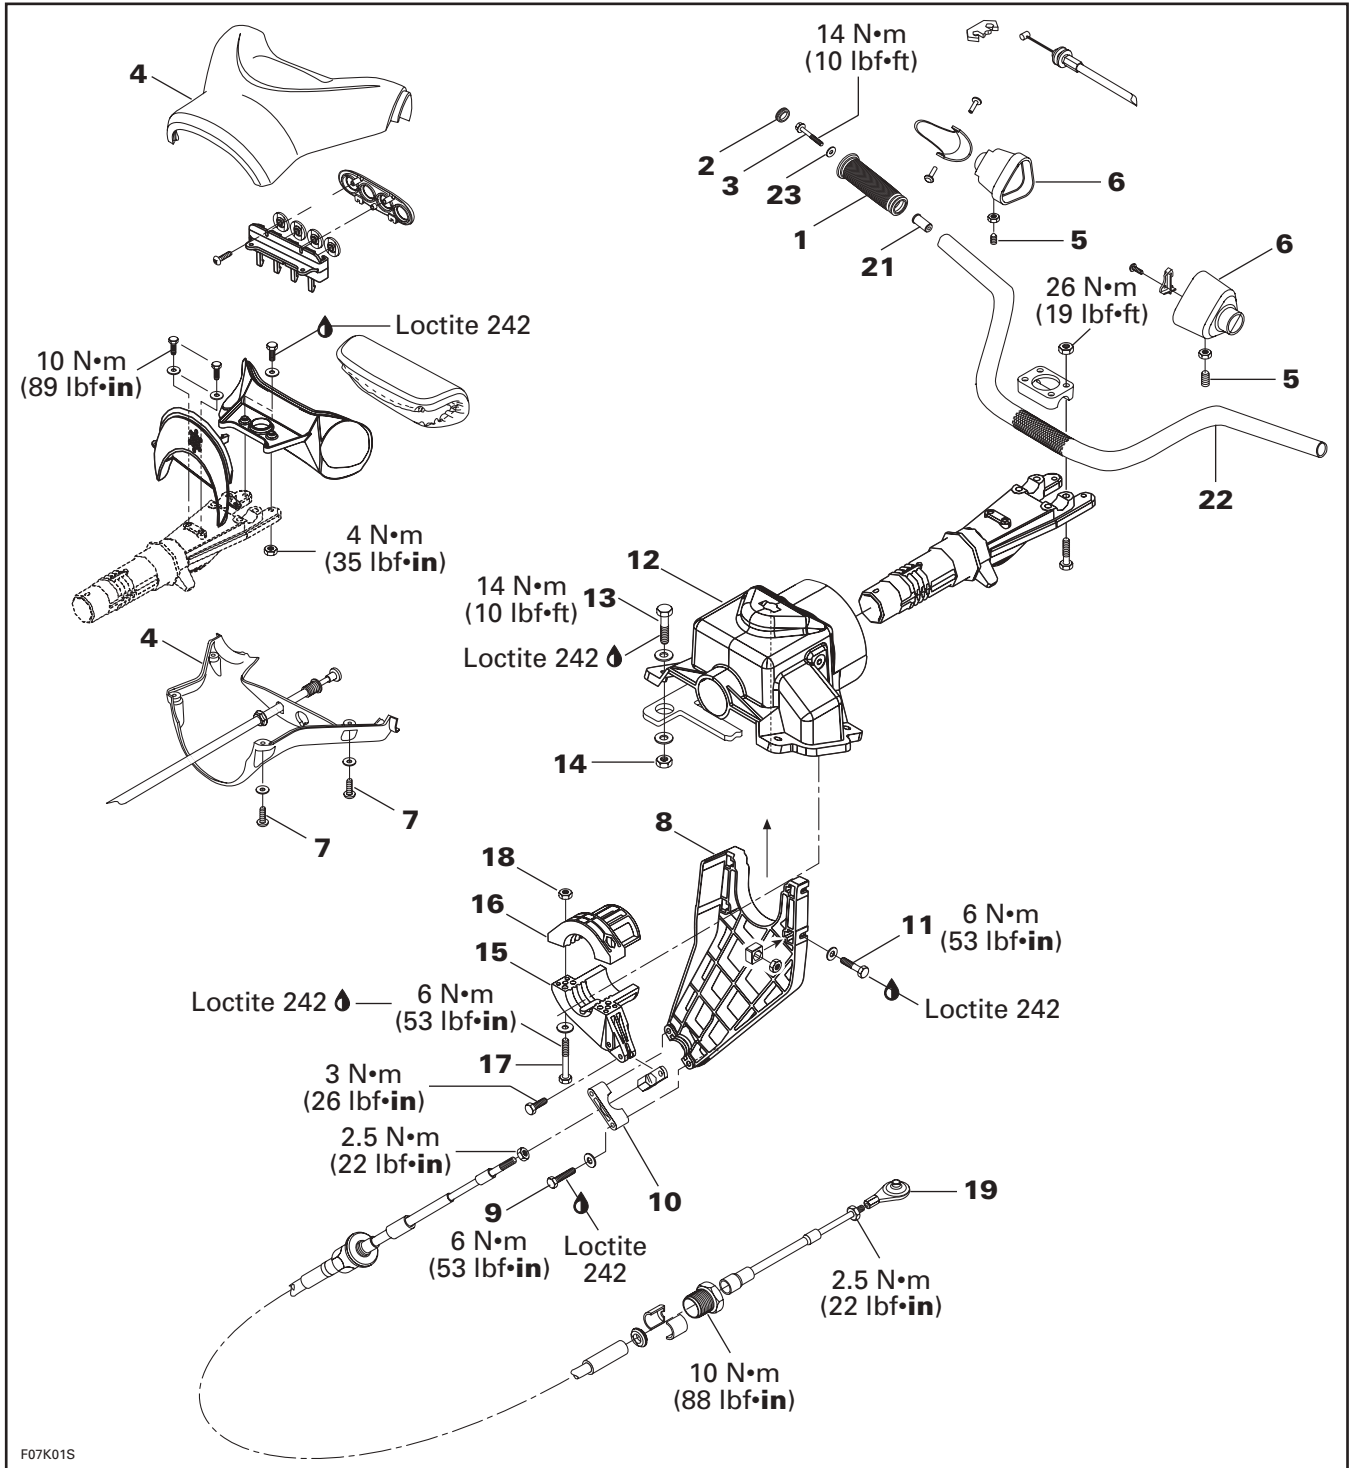 4
14 N•m
(10 lbf•ft)
2
3
23
1
21
6
5
6
26 N•m
(19 lbf•ft)
5
22
Loctite 242
10 N•m
(89 lbf•in)
4 N•m
(35 lbf•in)
12
14 N•m
(10 lbf•ft)
13
Loctite 242
4
14
7
7
8
18
16
15
11
6 N•m
(53 lbf•in)
Loctite 242
Loctite 242
6 N•m
(53 lbf•in)
17
3 N•m
(26 lbf•in)
2.5 N•m
(22 lbf•in)
9
10
6 N•m
(53 lbf•in)
Loctite
242
19
2.5 N•m
(22 lbf•in)
10 N•m
(88 lbf•in)
F07K01S